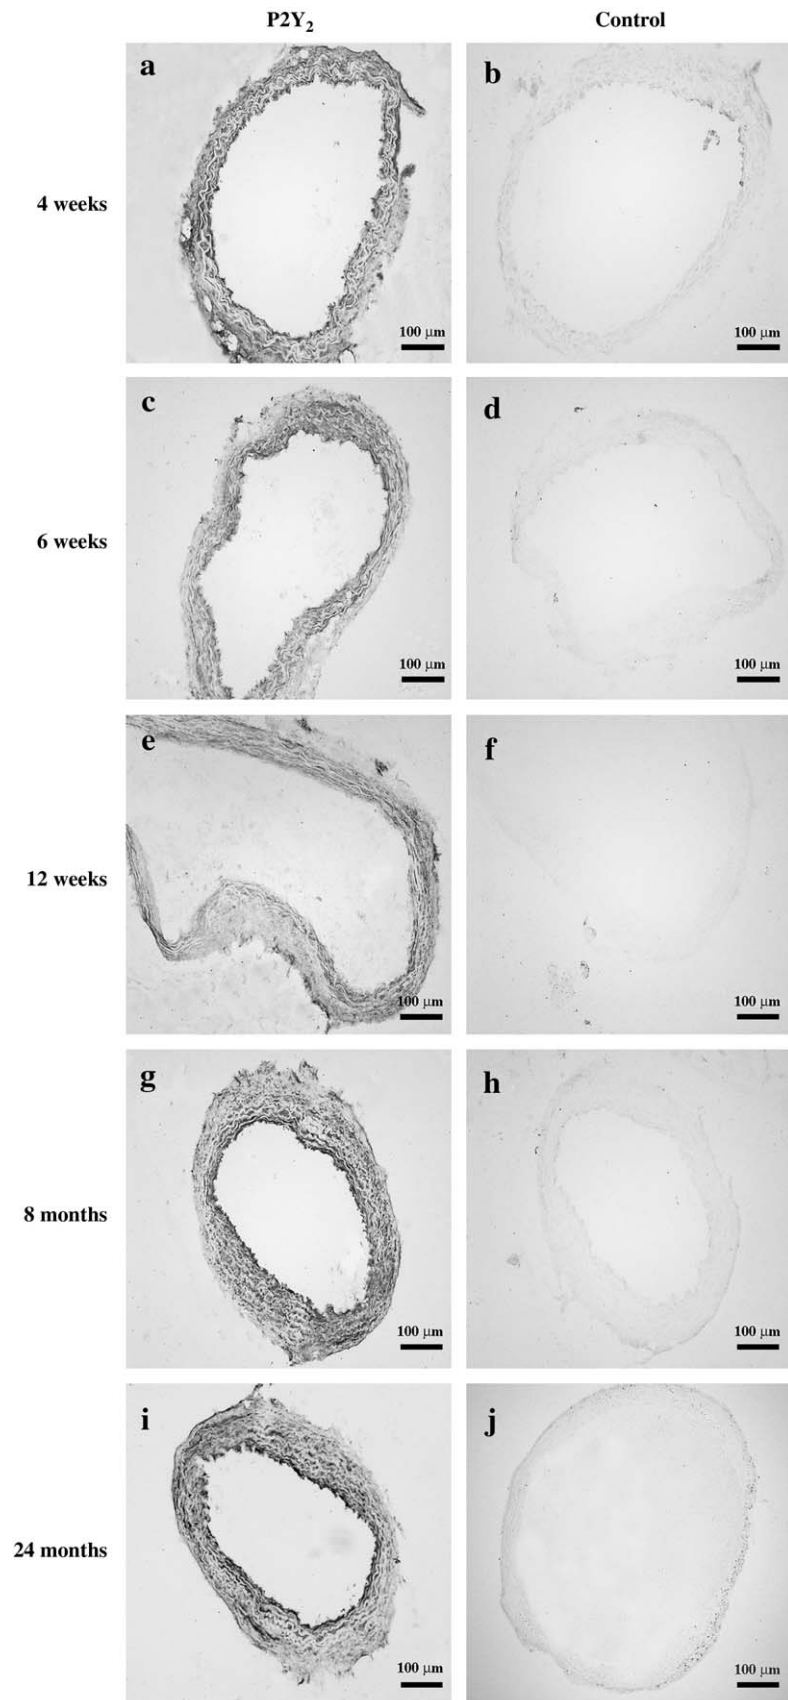 P2Y₂ Control
a b
4 weeks
100 μm 100 μm
c d
6 weeks
100 μm 100 μm
e f
12 weeks
100 μm 100 μm
g h
8 months
100 μm 100 μm
i j
24 months
100 μm 100 μm